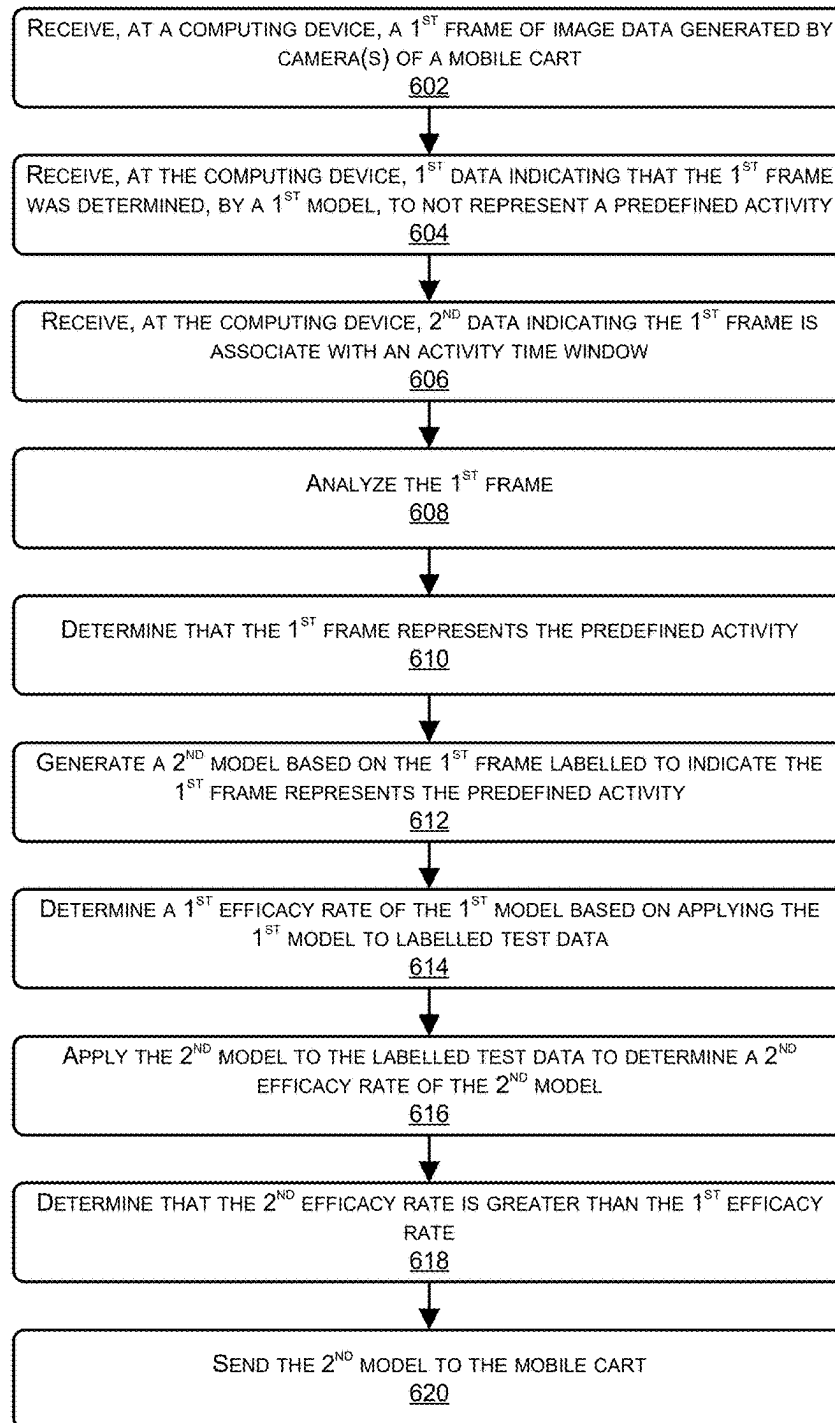 RECEIVE, AT A COMPUTING DEVICE, A 1ST FRAME OF IMAGE DATA GENERATED BY
CAMERA(S) OF A MOBILE CART
602
RECEIVE, AT THE COMPUTING DEVICE, 1ST DATA INDICATING THAT THE 1ST FRAME
WAS DETERMINED, BY A 1ST MODEL, TO NOT REPRESENT A PREDEFINED ACTIVITY
604
RECEIVE, AT THE COMPUTING DEVICE, 2ND DATA INDICATING THE 1ST FRAME IS
ASSOCIATE WITH AN ACTIVITY TIME WINDOW
606
ANALYZE THE 1ST FRAME
608
DETERMINE THAT THE 1ST FRAME REPRESENTS THE PREDEFINED ACTIVITY
610
GENERATE A 2ND MODEL BASED ON THE 1ST FRAME LABELLED TO INDICATE THE
1ST FRAME REPRESENTS THE PREDEFINED ACTIVITY
612
DETERMINE A 1ST EFFICACY RATE OF THE 1ST MODEL BASED ON APPLYING THE
1ST MODEL TO LABELLED TEST DATA
614
APPLY THE 2ND MODEL TO THE LABELLED TEST DATA TO DETERMINE A 2ND
EFFICACY RATE OF THE 2ND MODEL
616
DETERMINE THAT THE 2ND EFFICACY RATE IS GREATER THAN THE 1ST EFFICACY
RATE
618
SEND THE 2ND MODEL TO THE MOBILE CART
620